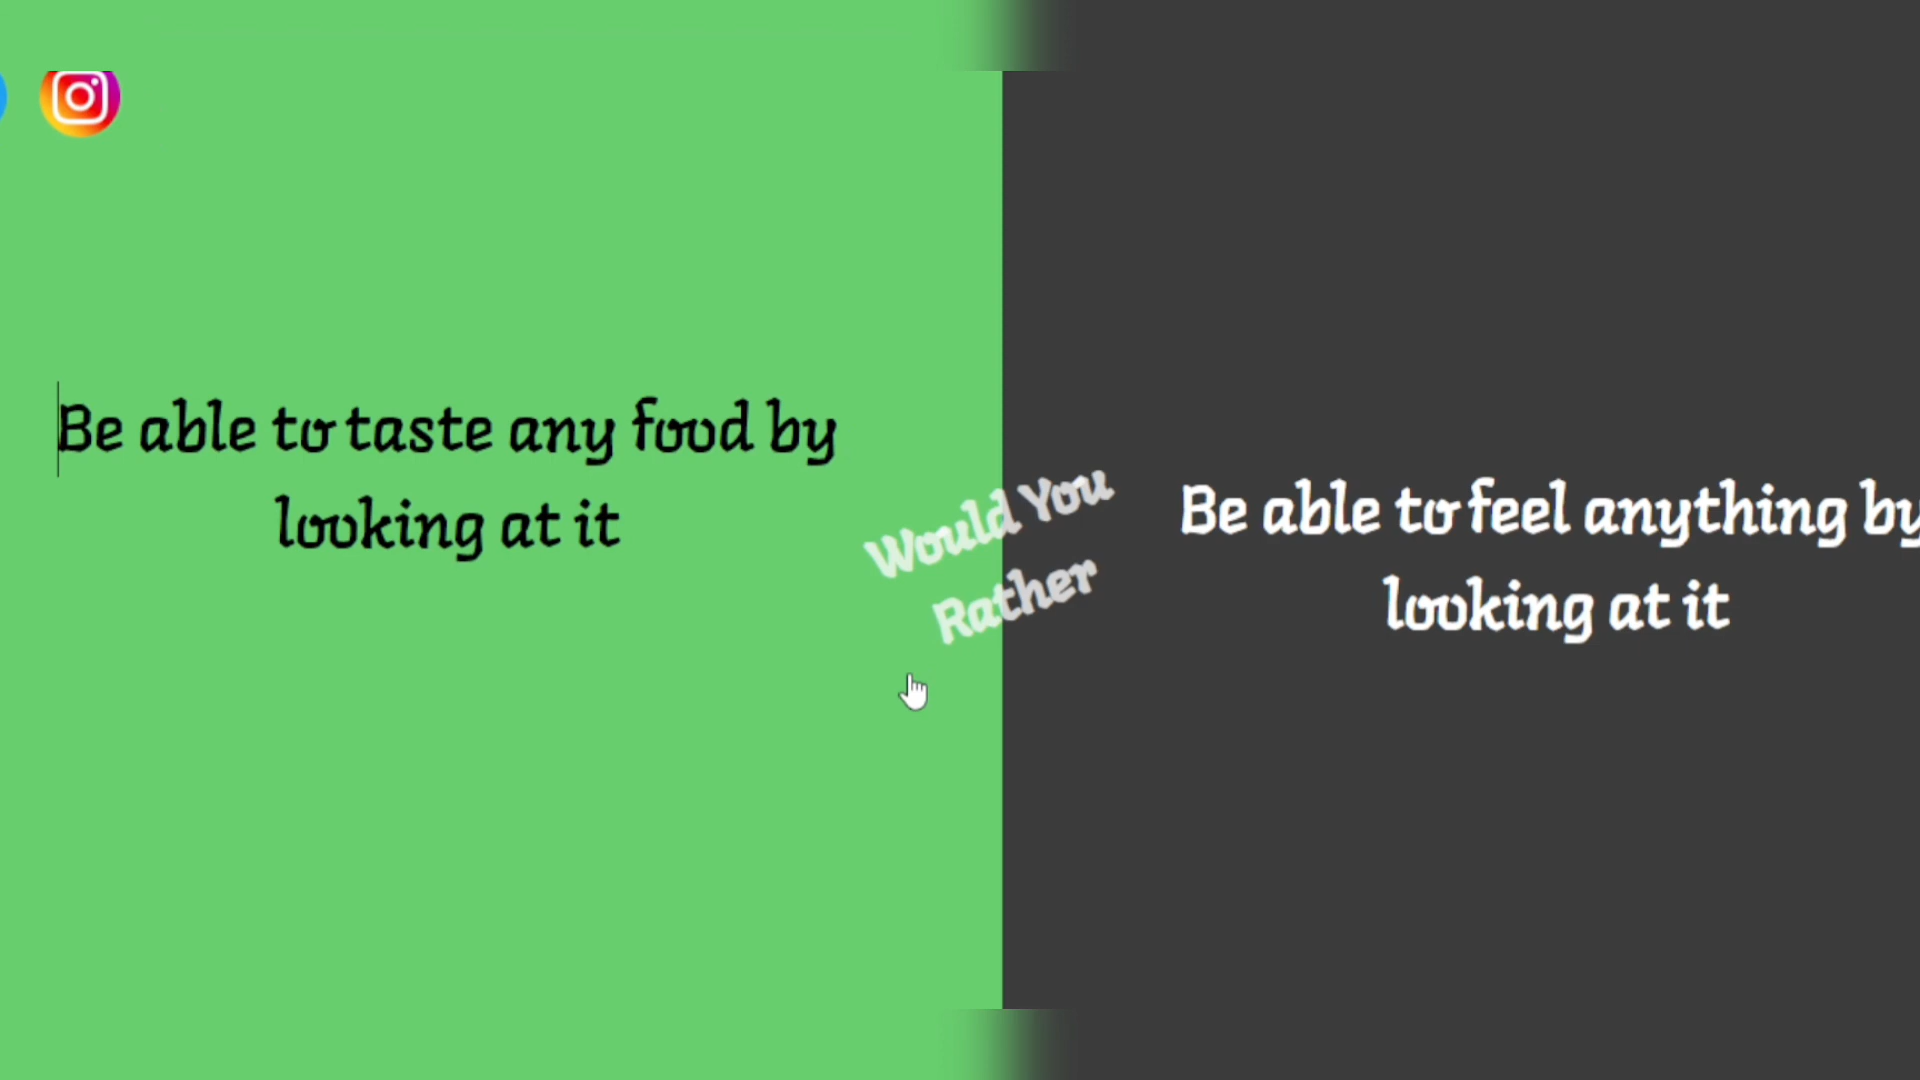 Be able to taste any food by
looking at it
Would You
Rather
Be able to feel anything by
looking at it